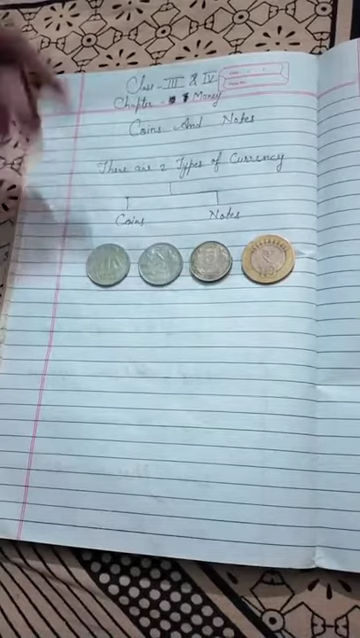 Class - III & IV
Chapter - Money
Coins And Notes
There are 2 Types of Currency
Coins Notes